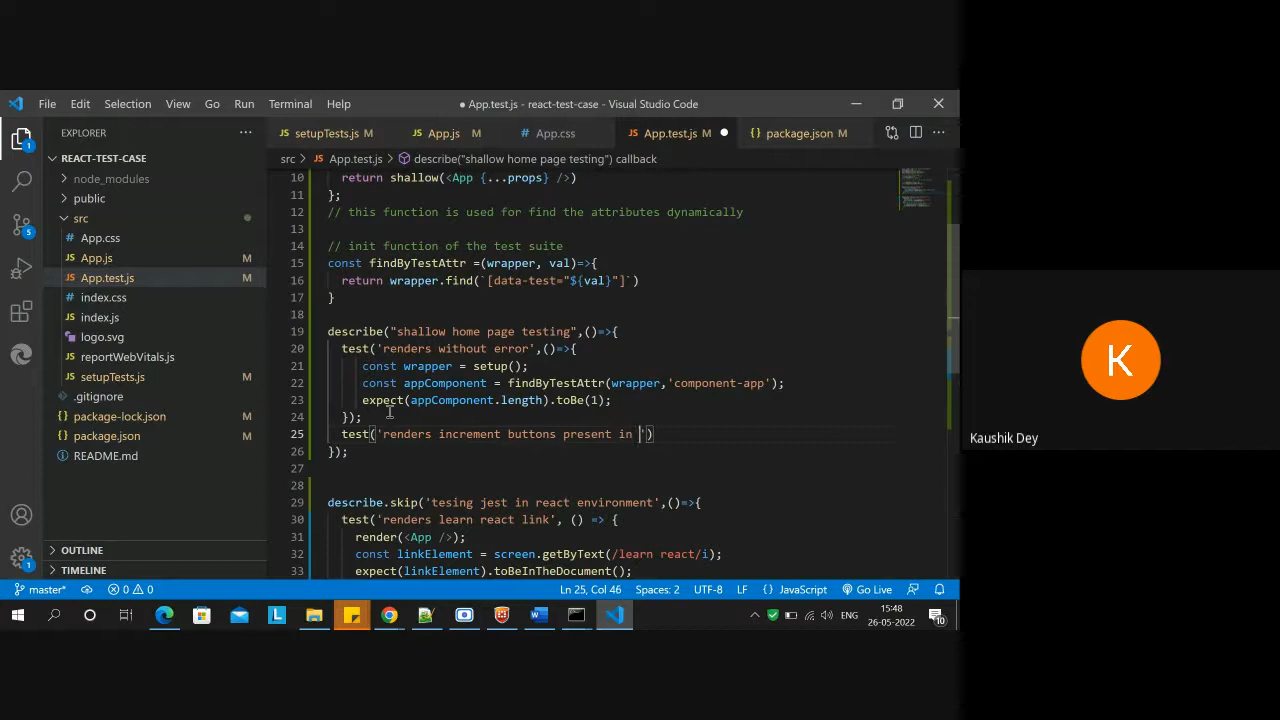 File Edit Selection View Go Run Terminal Help
● App.test.js - react-test-case - Visual Studio Code
EXPLORER
REACT-TEST-CASE
node_modules
public
src
App.css
App.js M
App.test.js M
index.css
index.js
logo.svg
reportWebVitals.js
setupTests.js M
.gitignore
package-lock.json M
package.json M
README.md
OUTLINE
TIMELINE
1
5
1
JS setupTests.js M JS App.js M # App.css JS App.test.js M ● {} package.json M
src > JS App.test.js > describe("shallow home page testing") callback
10 return shallow(<App {...props} />)
11 };
12 // this function is used for find the attributes dynamically
13
14 // init function of the test suite
15 const findByTestAttr =(wrapper, val)=>{
16 return wrapper.find(`[data-test="${val}"]`)
17 }
18
19 describe("shallow home page testing",()=>{
20 test('renders without error',()=>{
21 const wrapper = setup();
22 const appComponent = findByTestAttr(wrapper,'component-app');
23 expect(appComponent.length).toBe(1);
24 });
25 test('renders increment buttons present in ')
26 });
27
28
29 describe.skip('tesing jest in react environment',()=>{
30 test('renders learn react link', () => {
31 render(<App />);
32 const linkElement = screen.getByText(/learn react/i);
33 expect(linkElement).toBeInTheDocument();
master* 0 0 Ln 25, Col 46 Spaces: 2 UTF-8 LF {} JavaScript Go Live
L
W
ENG
15:48
26-05-2022
10
K
Kaushik Dey